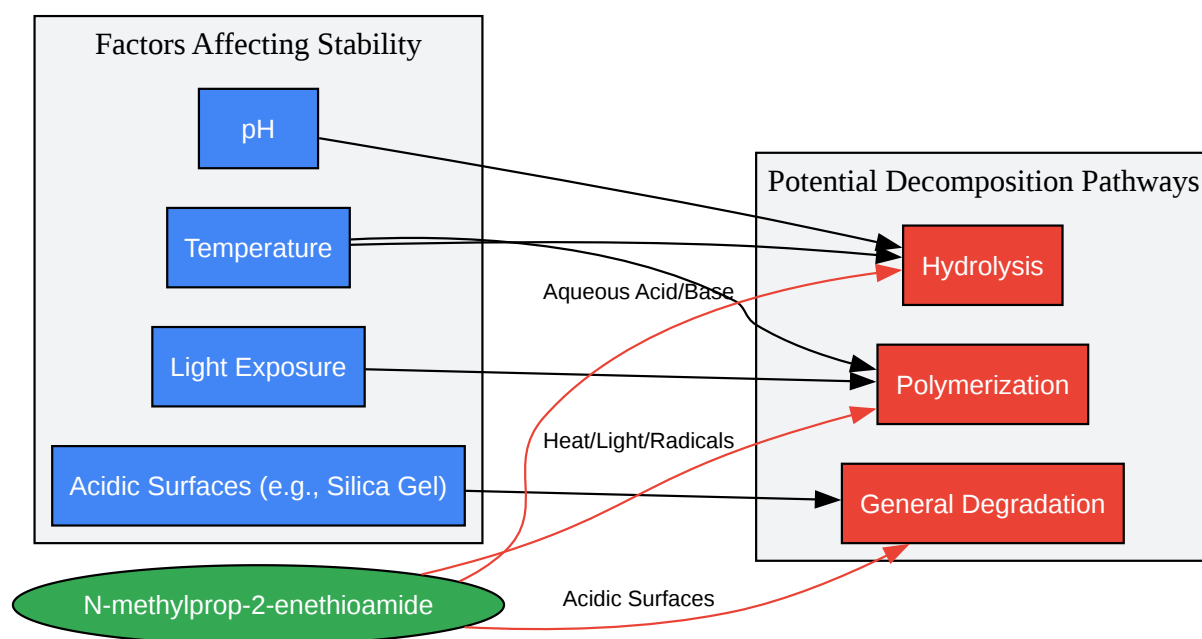 Factors Affecting Stability
pH
Temperature
Light Exposure
Acidic Surfaces (e.g., Silica Gel)
Potential Decomposition Pathways
Hydrolysis
Polymerization
General Degradation
Aqueous Acid/Base
Heat/Light/Radicals
Acidic Surfaces
N-methylprop-2-enethioamide